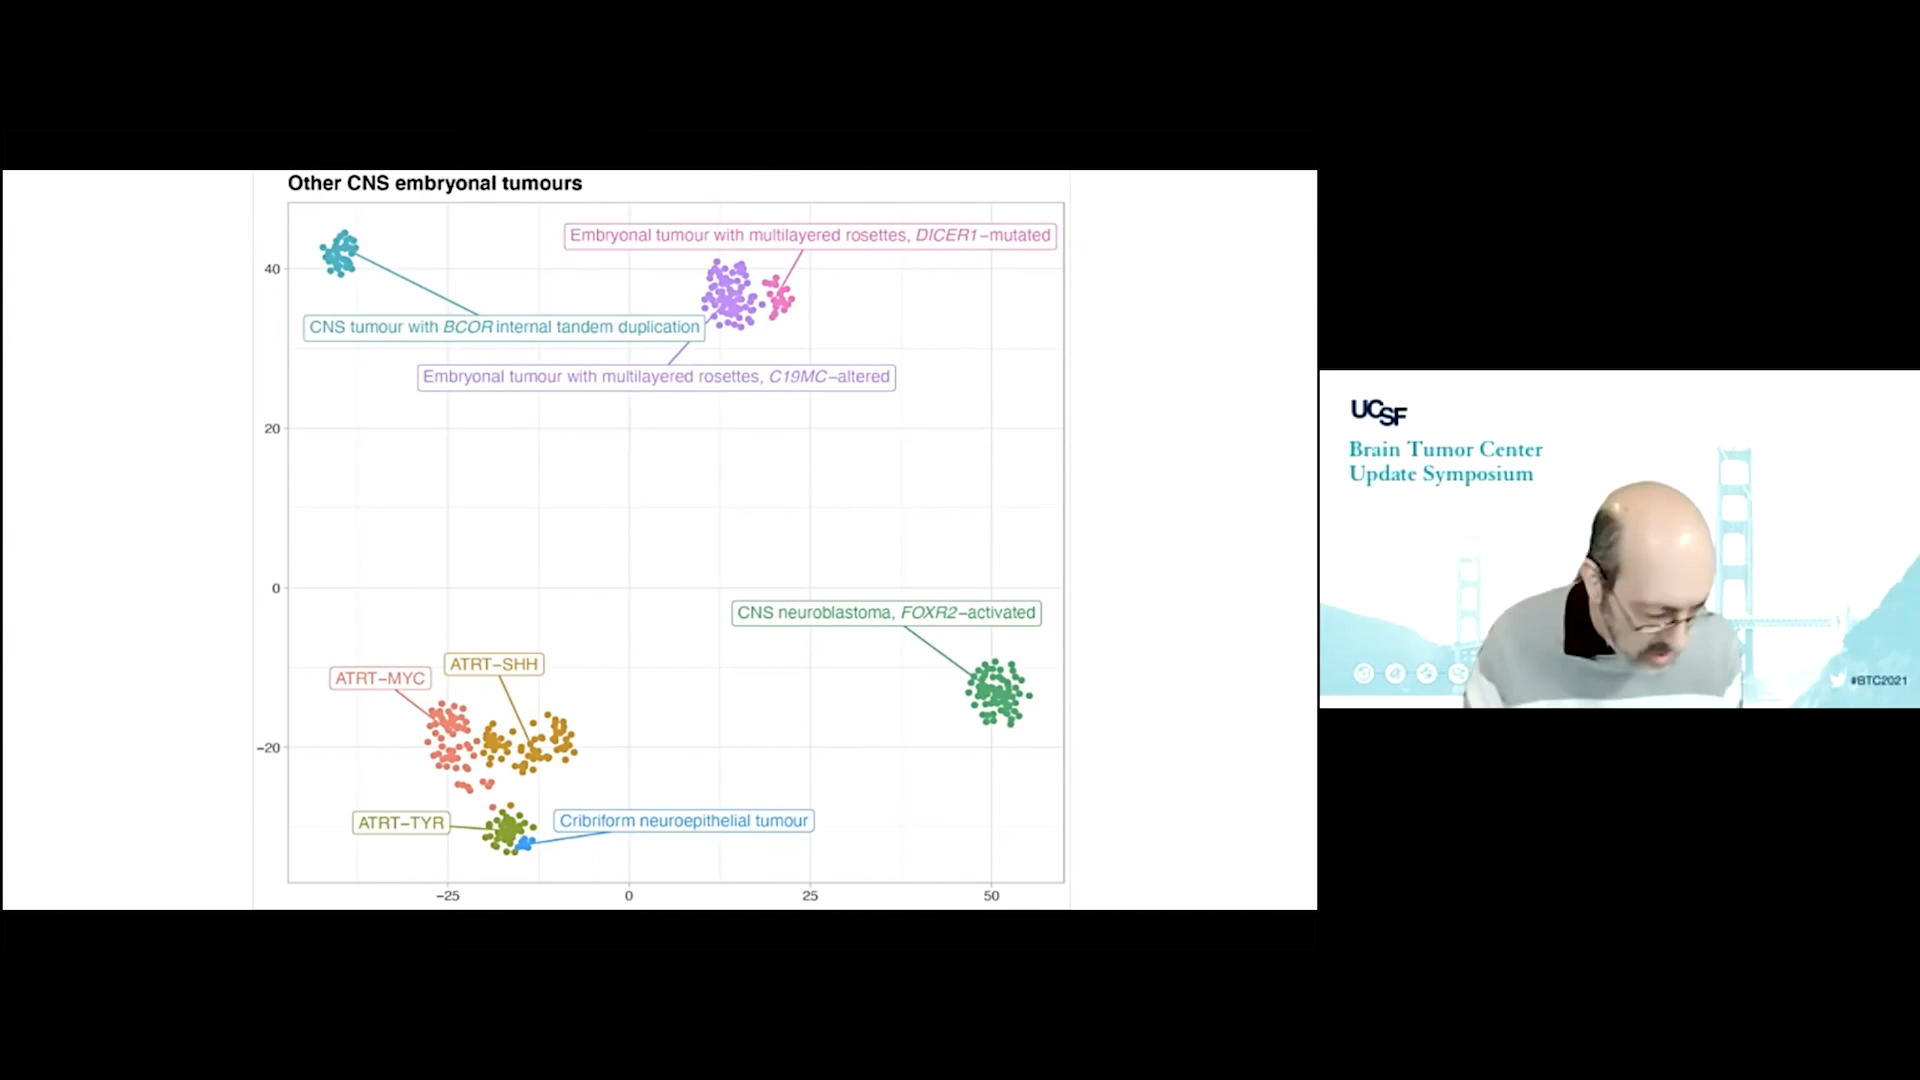 Other CNS embryonal tumours
Embryonal tumour with multilayered rosettes, DICER1–mutated
40
CNS tumour with BCOR internal tandem duplication
Embryonal tumour with multilayered rosettes, C19MC–altered
20
0
CNS neuroblastoma, FOXR2–activated
ATRT–SHH
ATRT–MYC
–20
ATRT–TYR
Cribriform neuroepithelial tumour
–25
0
25
50
UCSF
Brain Tumor Center
Update Symposium
#BTC2021